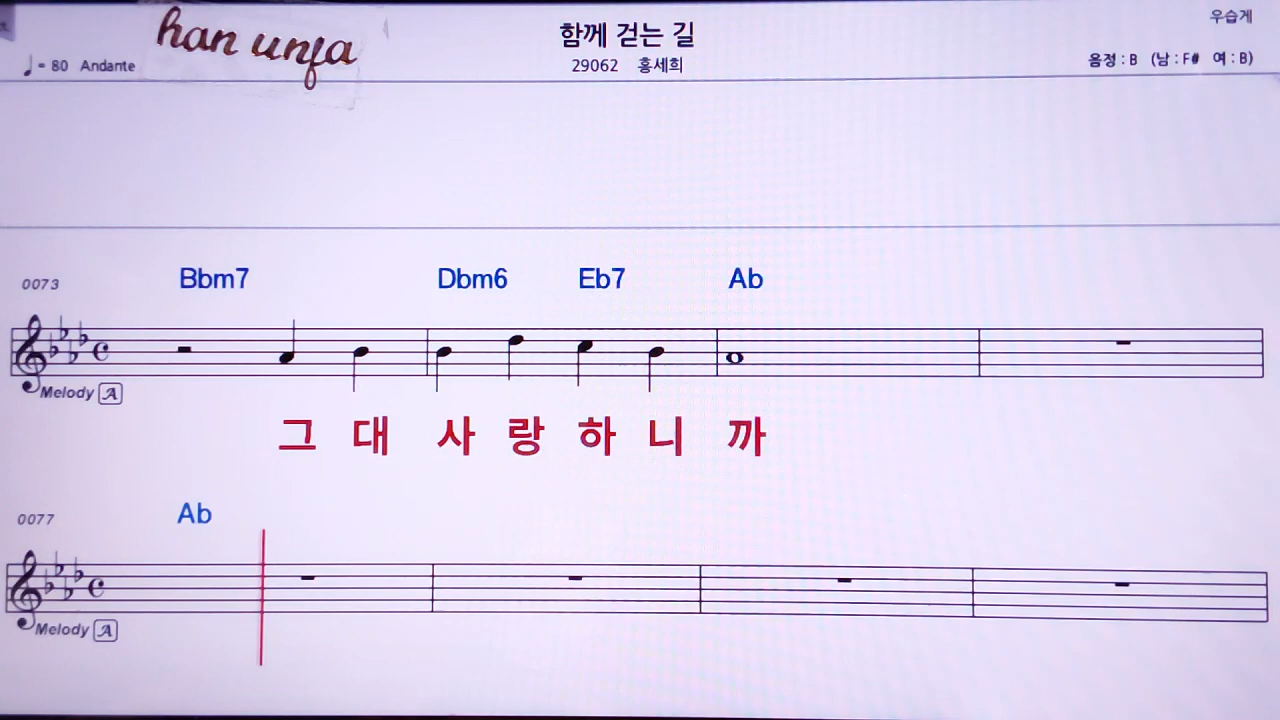 han unja
함께 걷는 길
우습게
♩ = 80 Andante
29062 홍세희
음정 : B (남 : F# 여 : B)
0073
Bbm7 Dbm6 Eb7 Ab
Melody A
그 대 사 랑 하 니 까
0077
Ab
Melody A